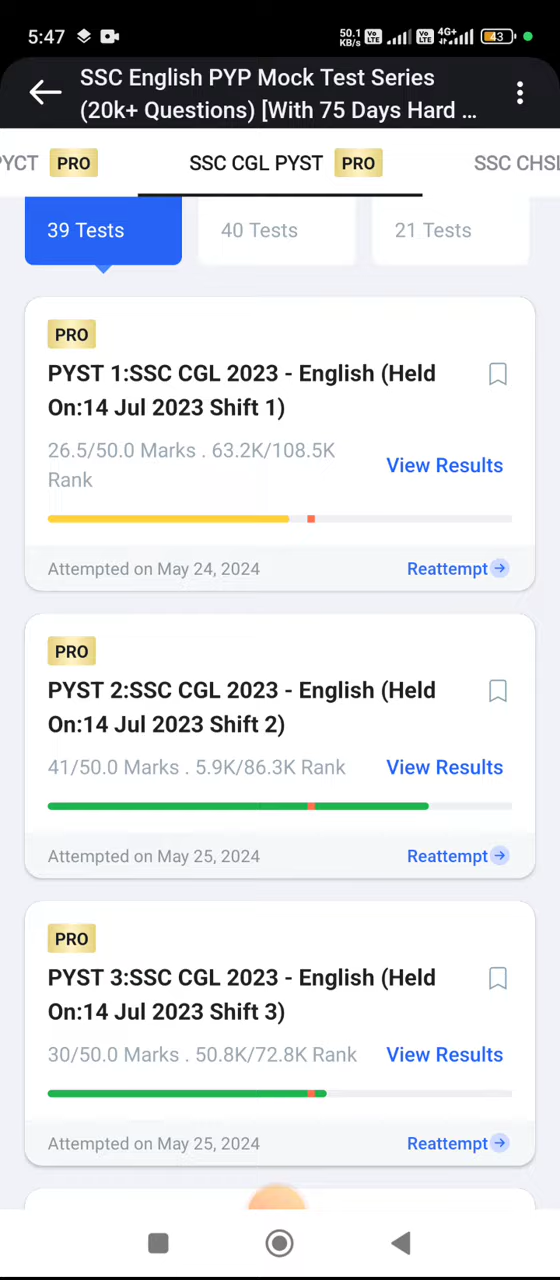 5:47 50.1 KB/s Vo LTE Vo LTE 4G+ 43
SSC English PYP Mock Test Series
(20k+ Questions) [With 75 Days Hard ...
PYCT PRO SSC CGL PYST PRO SSC CHSL
39 Tests 40 Tests 21 Tests
PRO
PYST 1:SSC CGL 2023 - English (Held
On:14 Jul 2023 Shift 1)
26.5/50.0 Marks . 63.2K/108.5K
Rank
View Results
Attempted on May 24, 2024 Reattempt
PRO
PYST 2:SSC CGL 2023 - English (Held
On:14 Jul 2023 Shift 2)
41/50.0 Marks . 5.9K/86.3K Rank View Results
Attempted on May 25, 2024 Reattempt
PRO
PYST 3:SSC CGL 2023 - English (Held
On:14 Jul 2023 Shift 3)
30/50.0 Marks . 50.8K/72.8K Rank View Results
Attempted on May 25, 2024 Reattempt